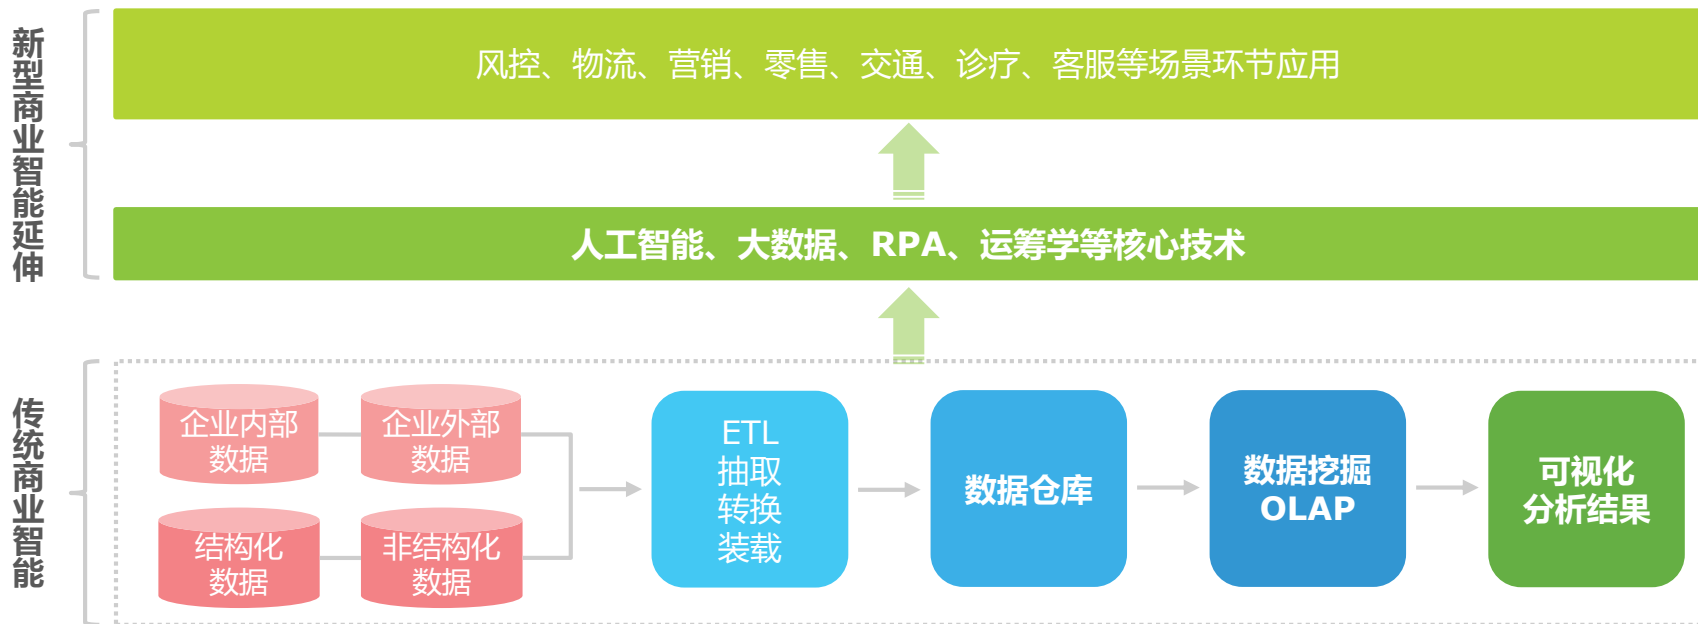 新型商业智能延伸
风控、物流、营销、零售、交通、诊疗、客服等场景环节应用
人工智能、大数据、RPA、运筹学等核心技术
传统商业智能
企业内部
数据
企业外部
数据
结构化
数据
非结构化
数据
ETL
抽取
转换
装载
数据仓库
数据挖掘
OLAP
可视化
分析结果